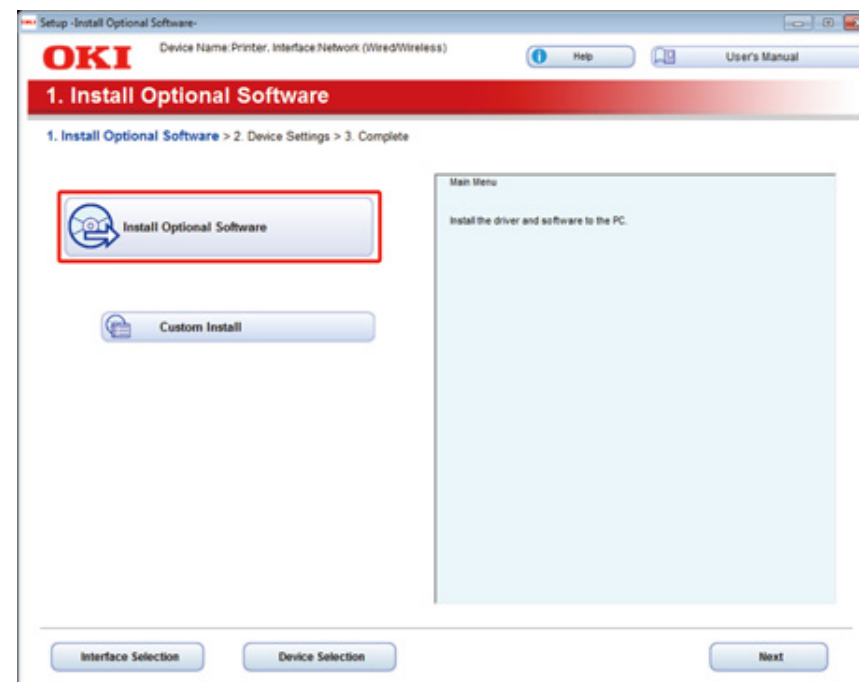 Setup -Install Optional Software-
OKI
Device Name:Printer, Interface:Network (Wired/Wireless)
Help
User's Manual
1. Install Optional Software
1. Install Optional Software > 2. Device Settings > 3. Complete
Main Menu
Install Optional Software
Install the driver and software to the PC.
Custom Install
Interface Selection
Device Selection
Next